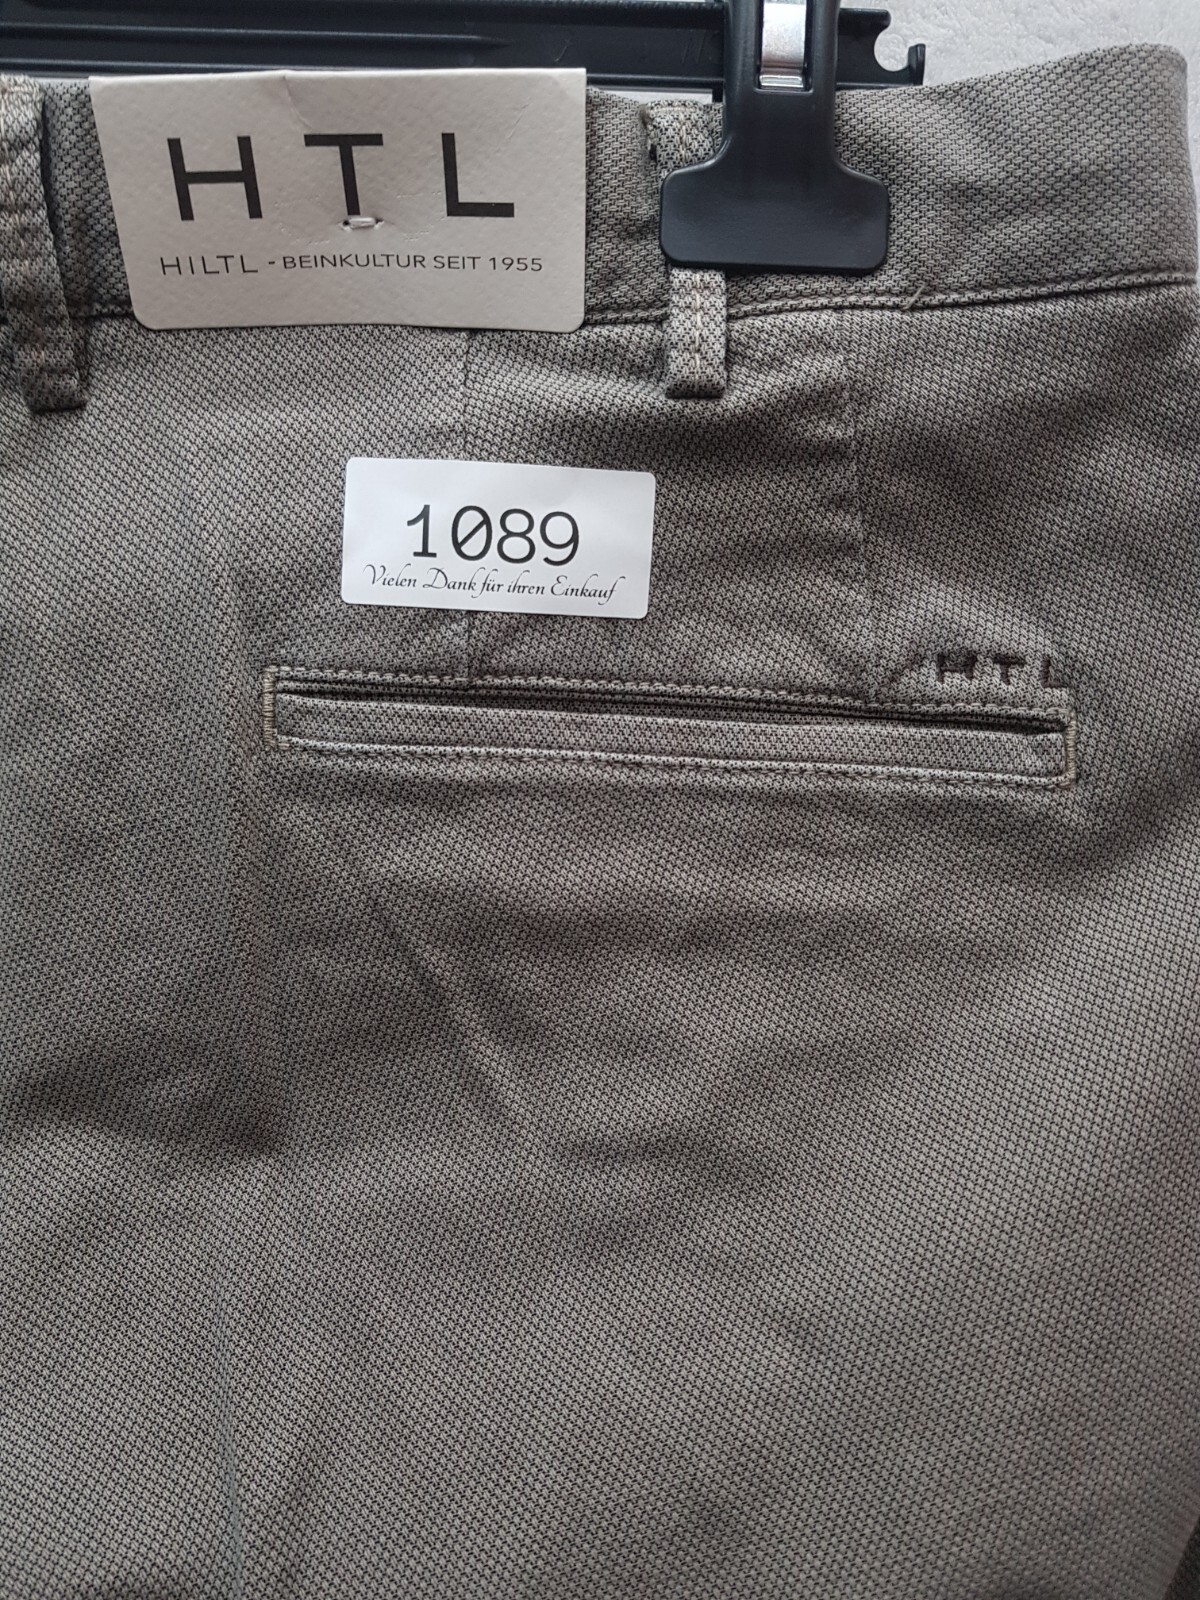 HTL
HILTL - BEINKULTUR SEIT 1955
1089
Vielen Dank für ihren Einkauf
HTL